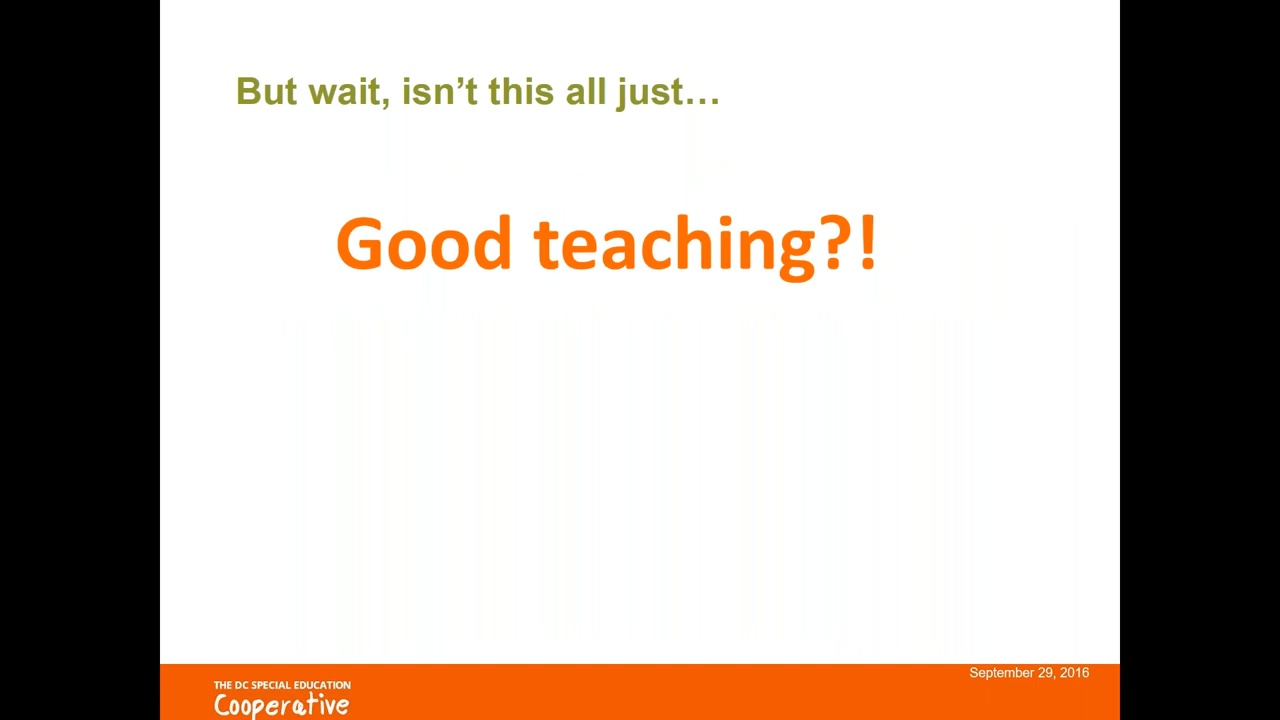 But wait, isn’t this all just…
Good teaching?!
September 29, 2016
THE DC SPECIAL EDUCATION
Cooperative